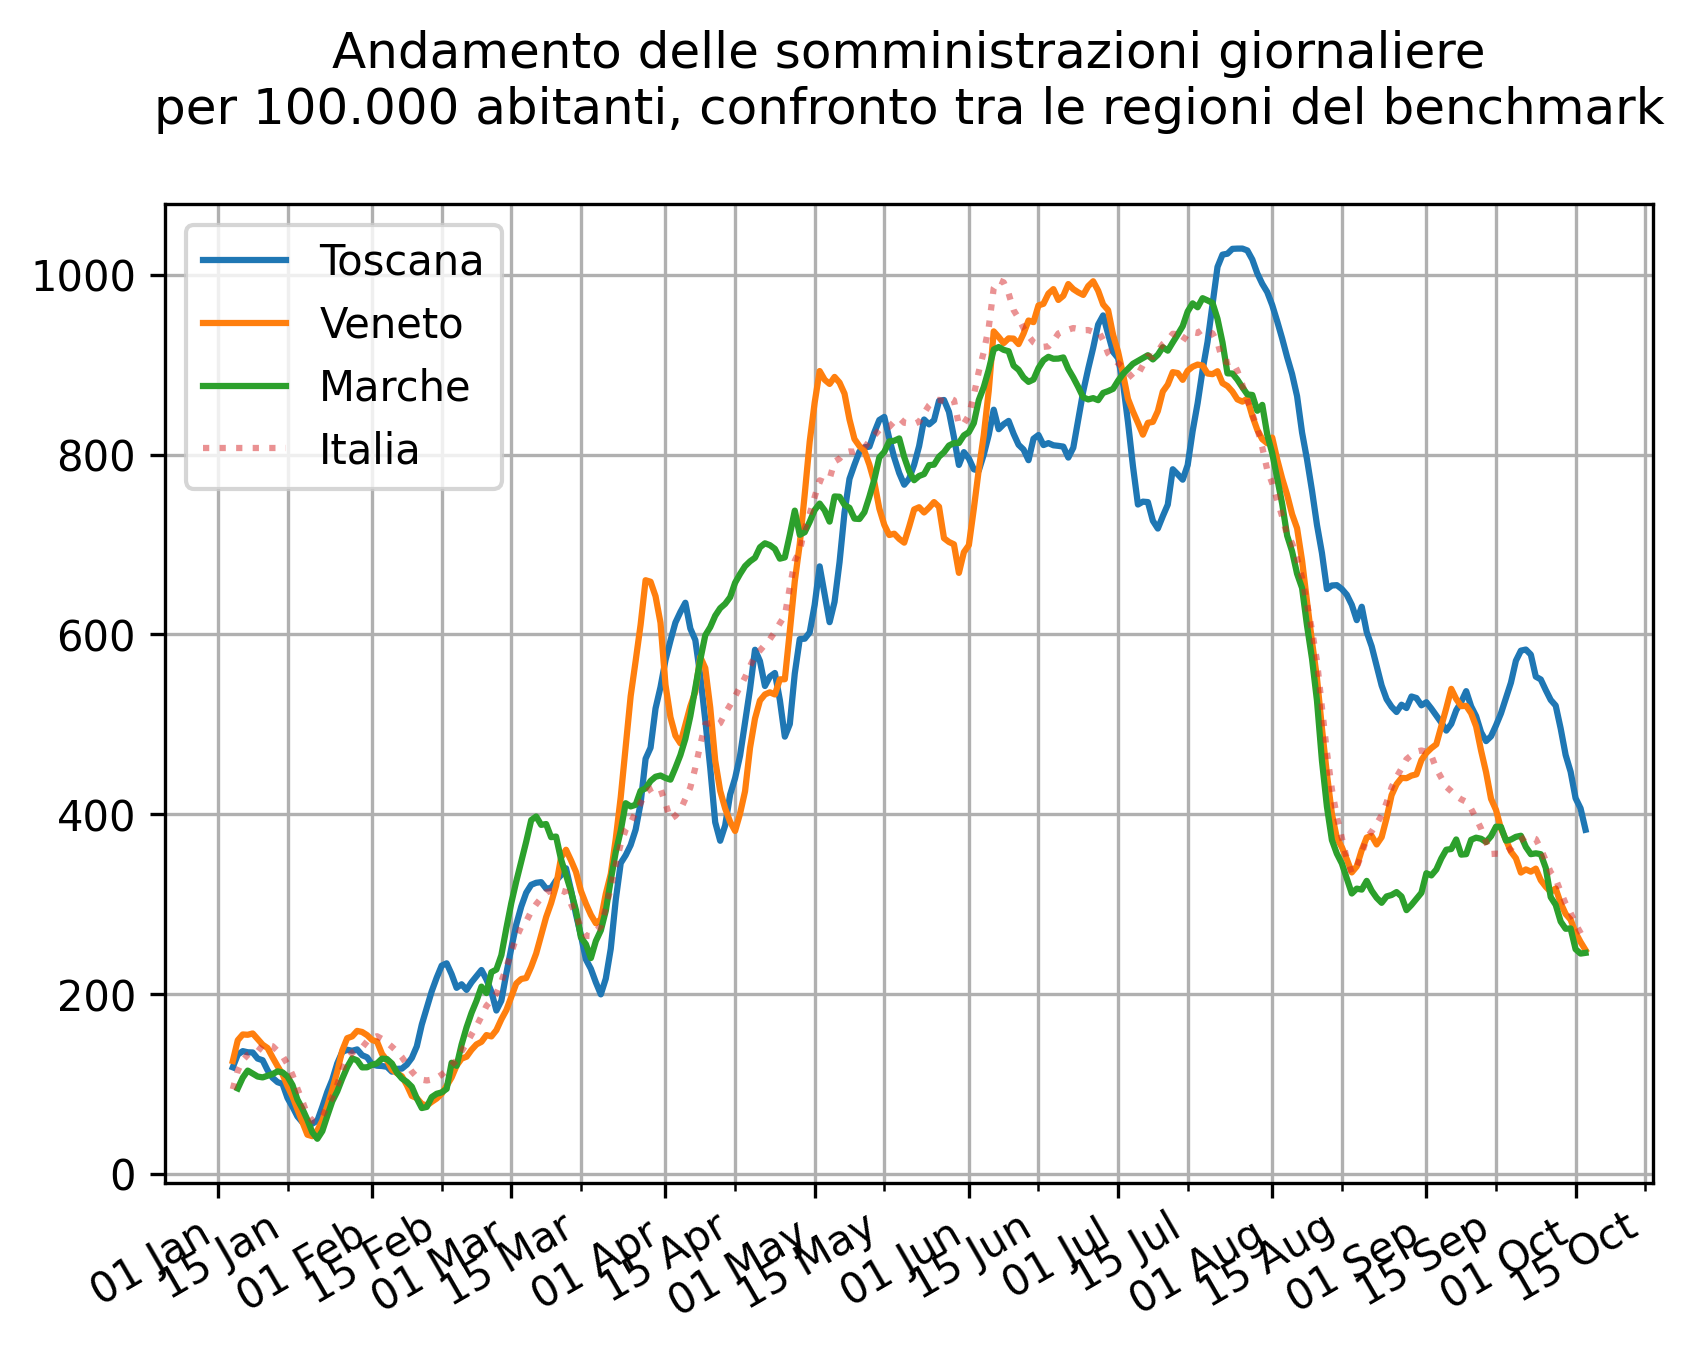 Andamento delle somministrazioni giornaliere
per 100.000 abitanti, confronto tra le regioni del benchmark
Toscana
Veneto
Marche
Italia
1000
800
600
400
200
0
01 Jan
15 Jan
01 Feb
15 Feb
01 Mar
15 Mar
01 Apr
15 Apr
01 May
15 May
01 Jun
15 Jun
01 Jul
15 Jul
01 Aug
15 Aug
01 Sep
15 Sep
01 Oct
15 Oct